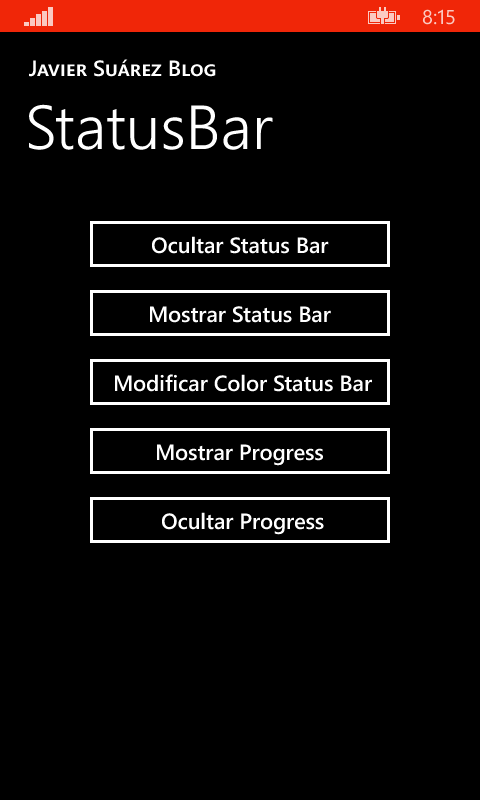 8:15
Javier Suárez Blog
StatusBar
Ocultar Status Bar
Mostrar Status Bar
Modificar Color Status Bar
Mostrar Progress
Ocultar Progress